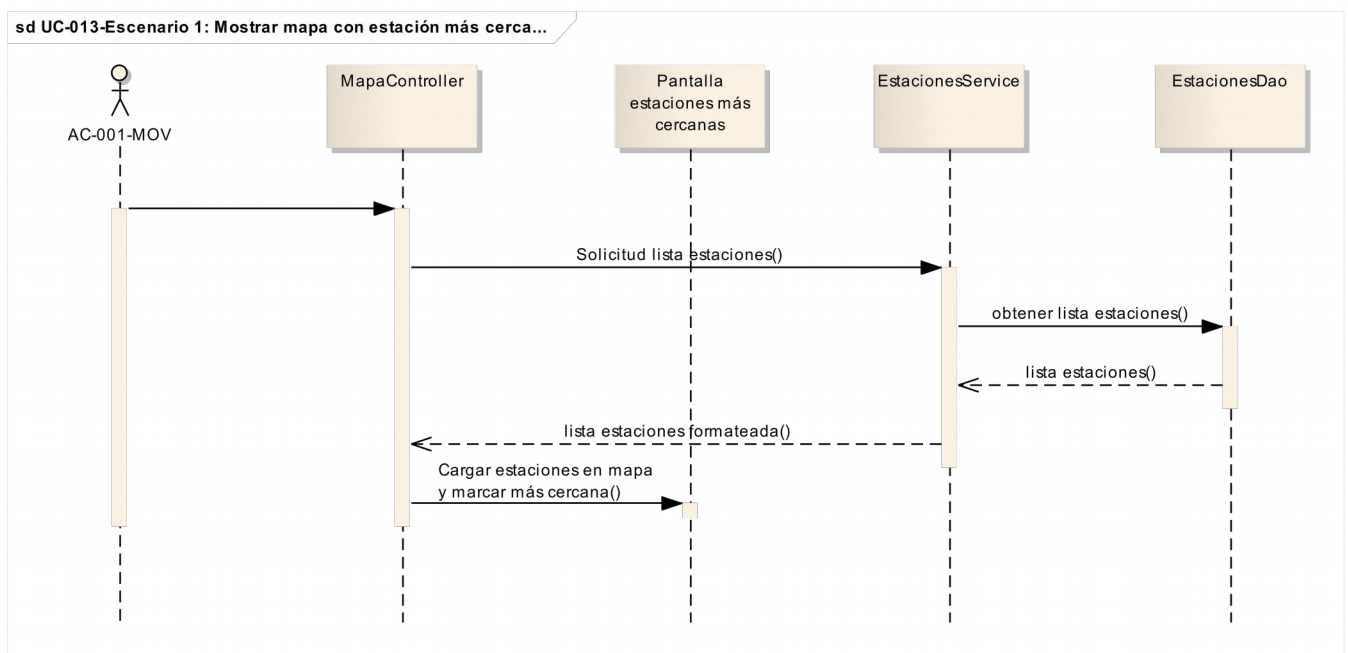 sd UC-013-Escenario 1: Mostrar mapa con estación más cerca...
AC-001-MOV
MapaController
Pantalla
estaciones más
cercanas
EstacionesService
EstacionesDao
Solicitud lista estaciones()
obtener lista estaciones()
lista estaciones()
lista estaciones formateada()
Cargar estaciones en mapa
y marcar más cercana()